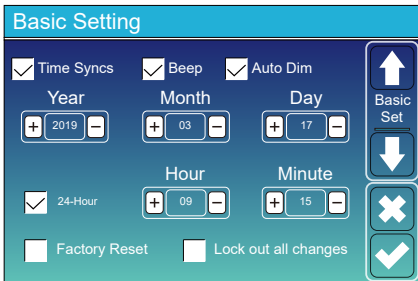 Basic Setting
Time Syncs Beep Auto Dim
Year Month Day
+ 2019 − + 03 − + 17 −
Basic
Set
Hour Minute
24-Hour + 09 − + 15 −
Factory Reset Lock out all changes